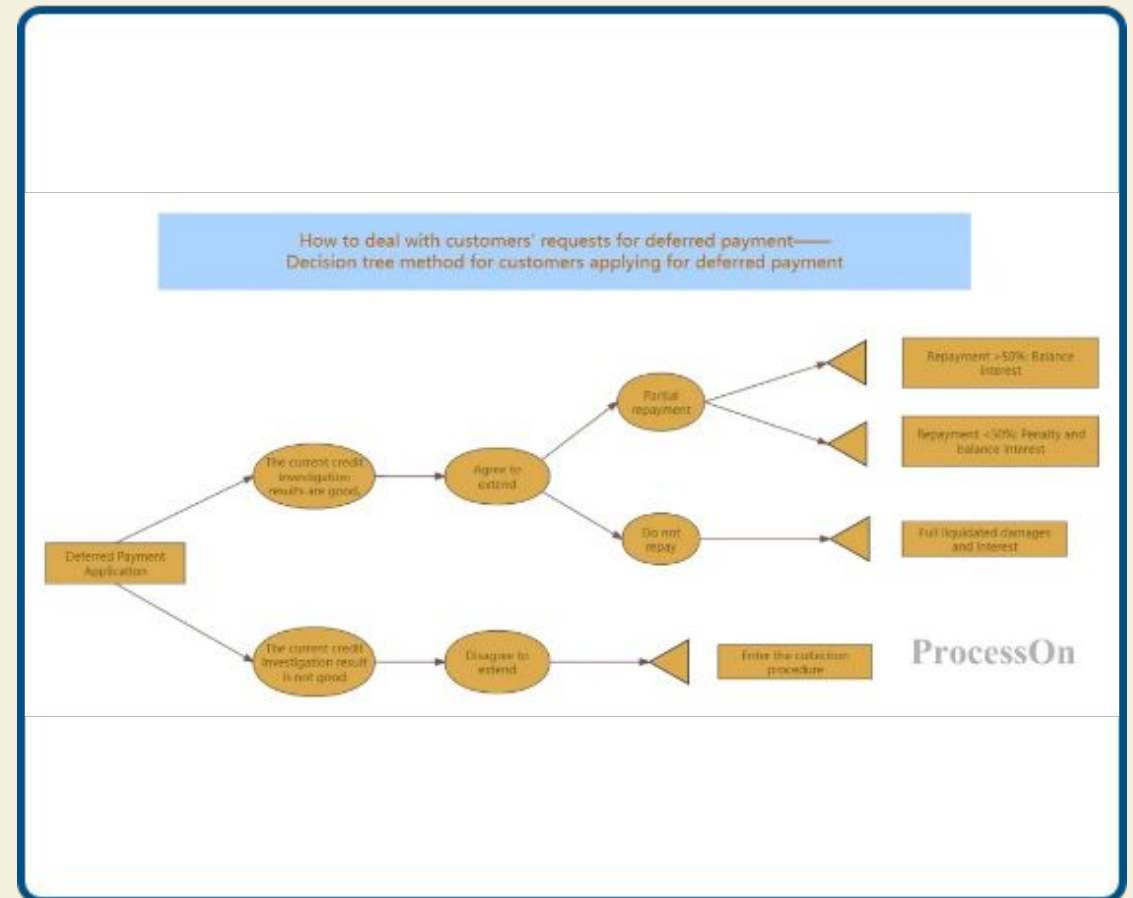 How to deal with customers' requests for deferred payment——
Decision tree method for customers applying for deferred payment
Repayment >50%: Balance
Interest
Partial
repayment
Repayment <50%: Penalty and
balance Interest
The current credit
Investigation
results are good,
Agree to
extend
Do not
repay
Full liquidated damages
and Interest
Deferred Payment
Application
The current credit
Investigation result
is not good
Disagree to
extend
Enter the collection
procedure
ProcessOn